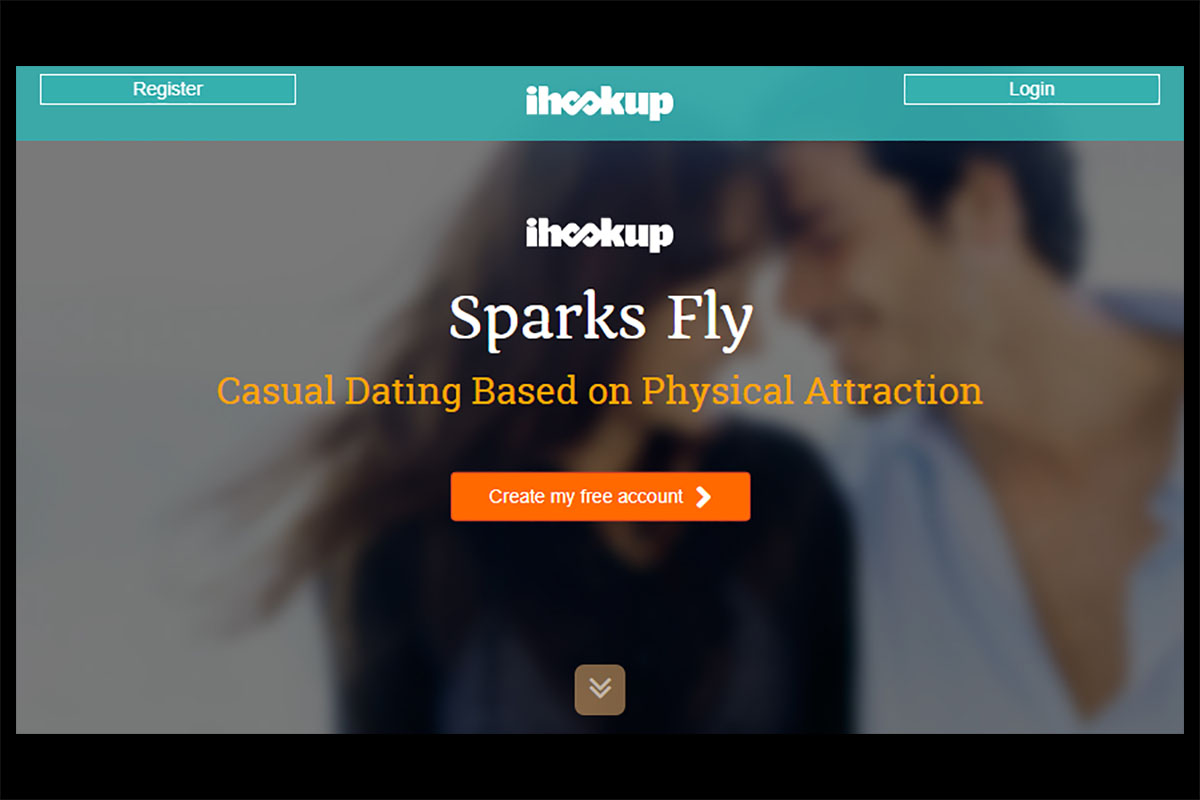 Register
ihookup
Login
ihookup
Sparks Fly
Casual Dating Based on Physical Attraction
Create my free account